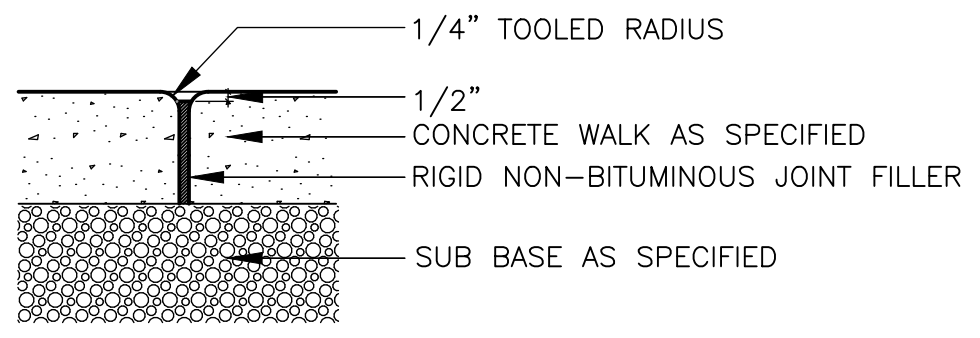 1/4” TOOLED RADIUS
1/2”
CONCRETE WALK AS SPECIFIED
RIGID NON-BITUMINOUS JOINT FILLER
SUB BASE AS SPECIFIED